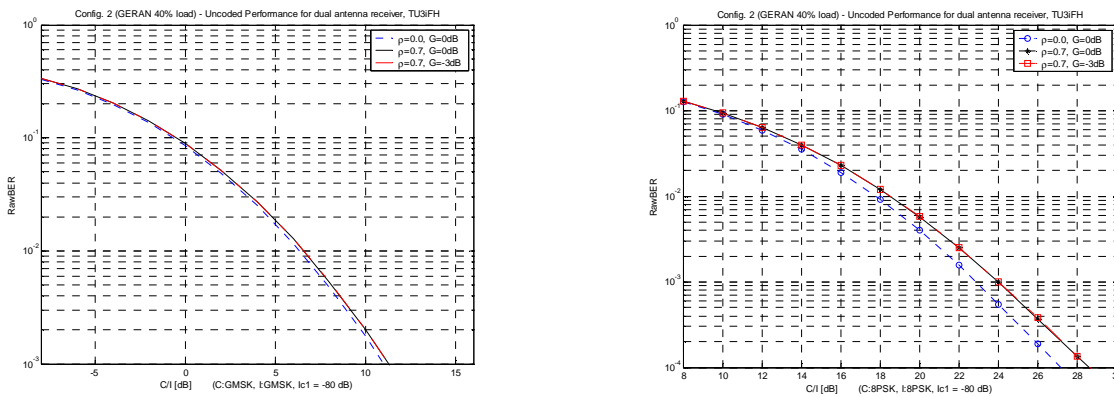 Config. 2 (GERAN 40% load) - Uncoded Performance for dual antenna receiver, TU3iFH
ρ=0.0, G=0dB
ρ=0.7, G=0dB
ρ=0.7, G=-3dB
10^0
10^-1
10^-2
10^-3
RawBER
-5 0 5 10 15
C/I [dB] (C:GMSK, I:GMSK, Ic1 = -80 dB)
Config. 2 (GERAN 40% load) - Uncoded Performance for dual antenna receiver, TU3iFH
ρ=0.0, G=0dB
ρ=0.7, G=0dB
ρ=0.7, G=-3dB
10^0
10^-1
10^-2
10^-3
10^-4
RawBER
8 10 12 14 16 18 20 22 24 26 28
C/I [dB] (C:8PSK, I:8PSK, Ic1 = -80 dB)